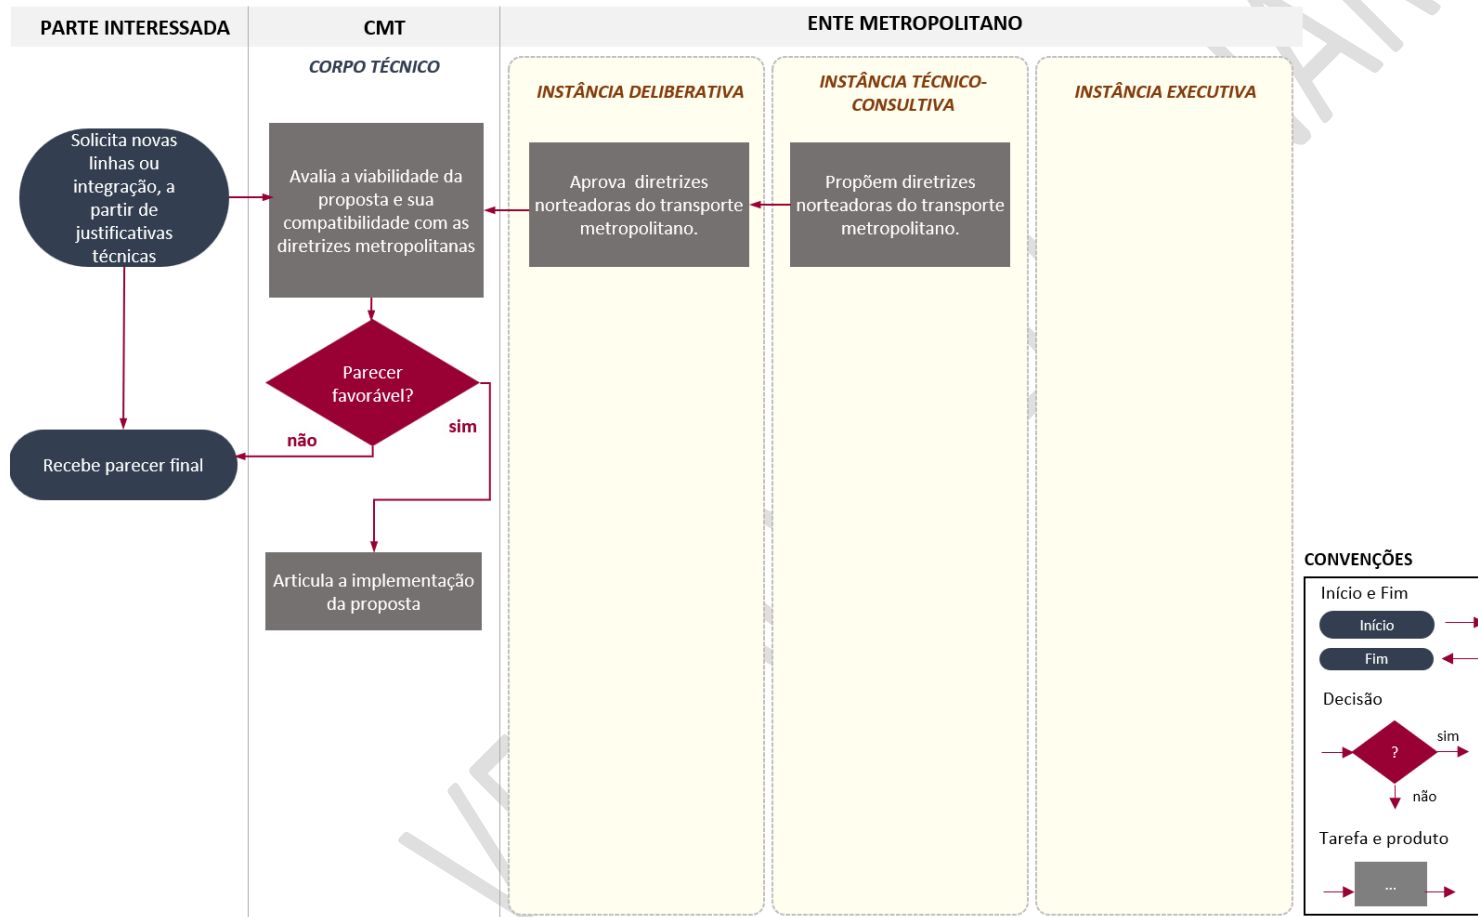 PARTE INTERESSADA
CMT
ENTE METROPOLITANO
CORPO TÉCNICO
INSTÂNCIA DELIBERATIVA
INSTÂNCIA TÉCNICO-
CONSULTIVA
INSTÂNCIA EXECUTIVA
Solicita novas
linhas ou
integração, a
partir de
justificativas
técnicas
Avalia a viabilidade da
proposta e sua
compatibilidade com as
diretrizes metropolitanas
Aprova diretrizes
norteadoras do transporte
metropolitano.
Propõem diretrizes
norteadoras do transporte
metropolitano.
Parecer
favorável?
não
sim
Recebe parecer final
Articula a implementação
da proposta
CONVENÇÕES
Início e Fim
Início
Fim
Decisão
?
sim
não
Tarefa e produto
...